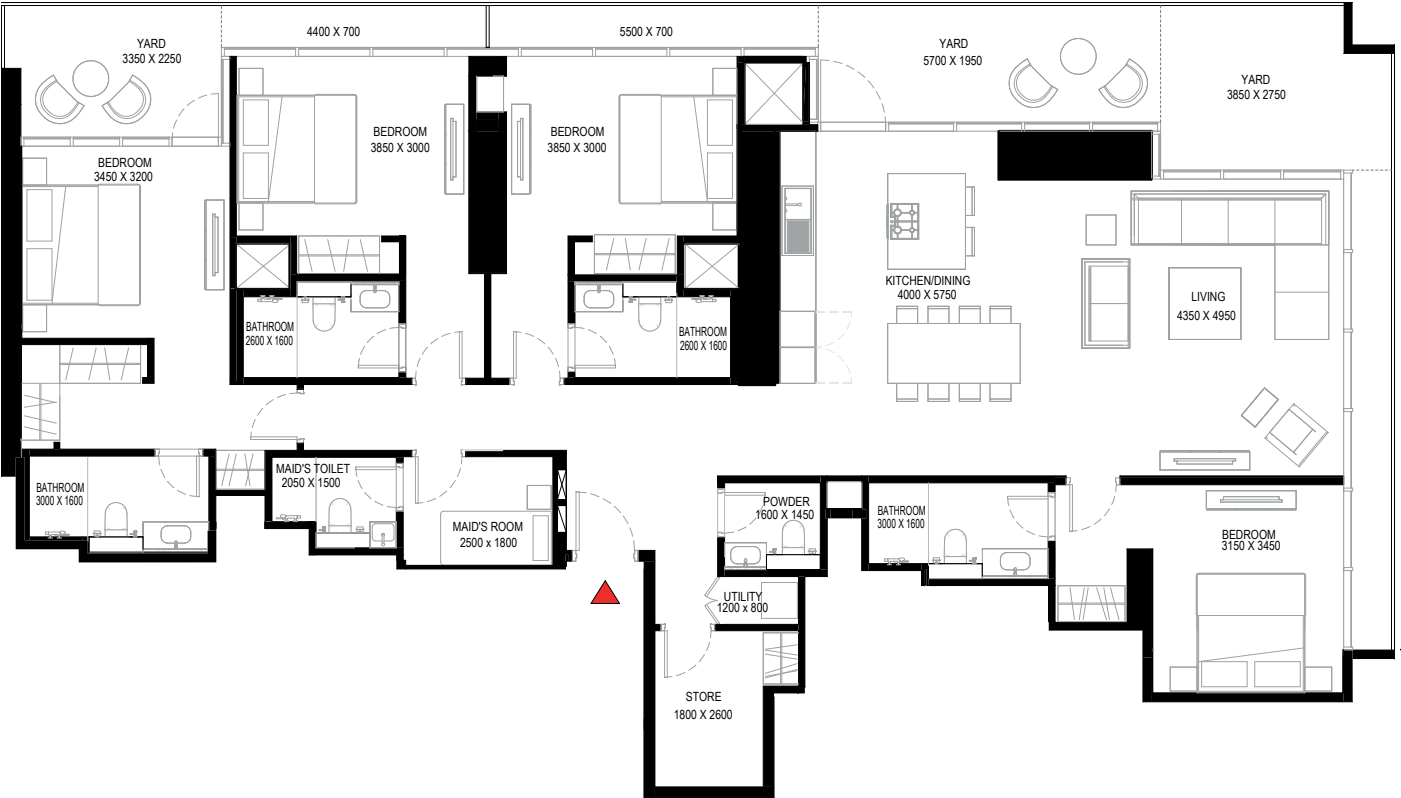 4400 X 700
5500 X 700
YARD
3350 X 2250
YARD
5700 X 1950
YARD
3850 X 2750
BEDROOM
3850 X 3000
BEDROOM
3850 X 3000
BEDROOM
3450 X 3200
KITCHEN/DINING
4000 X 5750
LIVING
4350 X 4950
BATHROOM
2600 X 1600
BATHROOM
2600 X 1600
MAID'S TOILET
2050 X 1500
BATHROOM
3000 X 1600
MAID'S ROOM
2500 x 1800
POWDER
1600 X 1450
BATHROOM
3000 X 1600
BEDROOM
3150 X 3450
UTILITY
1200 x 800
STORE
1800 X 2600